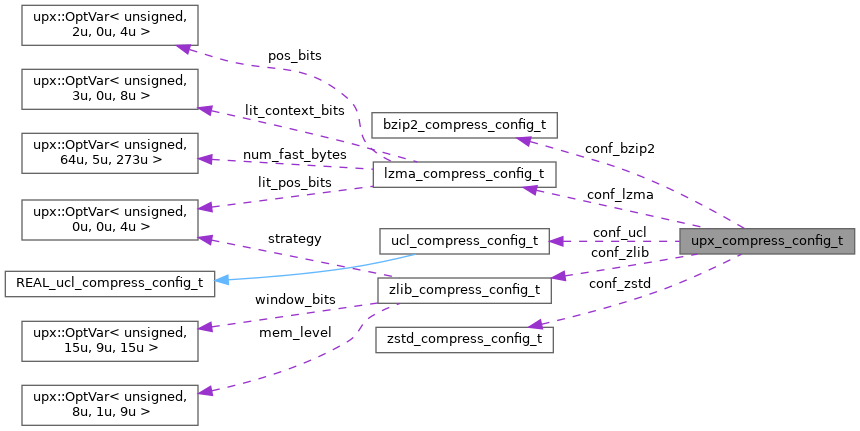 upx::OptVar< unsigned,
2u, 0u, 4u >
pos_bits
upx::OptVar< unsigned,
3u, 0u, 8u >
lit_context_bits
bzip2_compress_config_t
conf_bzip2
upx::OptVar< unsigned,
64u, 5u, 273u >
num_fast_bytes
lzma_compress_config_t
lit_pos_bits
conf_lzma
upx::OptVar< unsigned,
0u, 0u, 4u >
strategy
ucl_compress_config_t
conf_ucl
upx_compress_config_t
conf_zlib
REAL_ucl_compress_config_t
zlib_compress_config_t
conf_zstd
window_bits
upx::OptVar< unsigned,
15u, 9u, 15u >
mem_level
zstd_compress_config_t
upx::OptVar< unsigned,
8u, 1u, 9u >